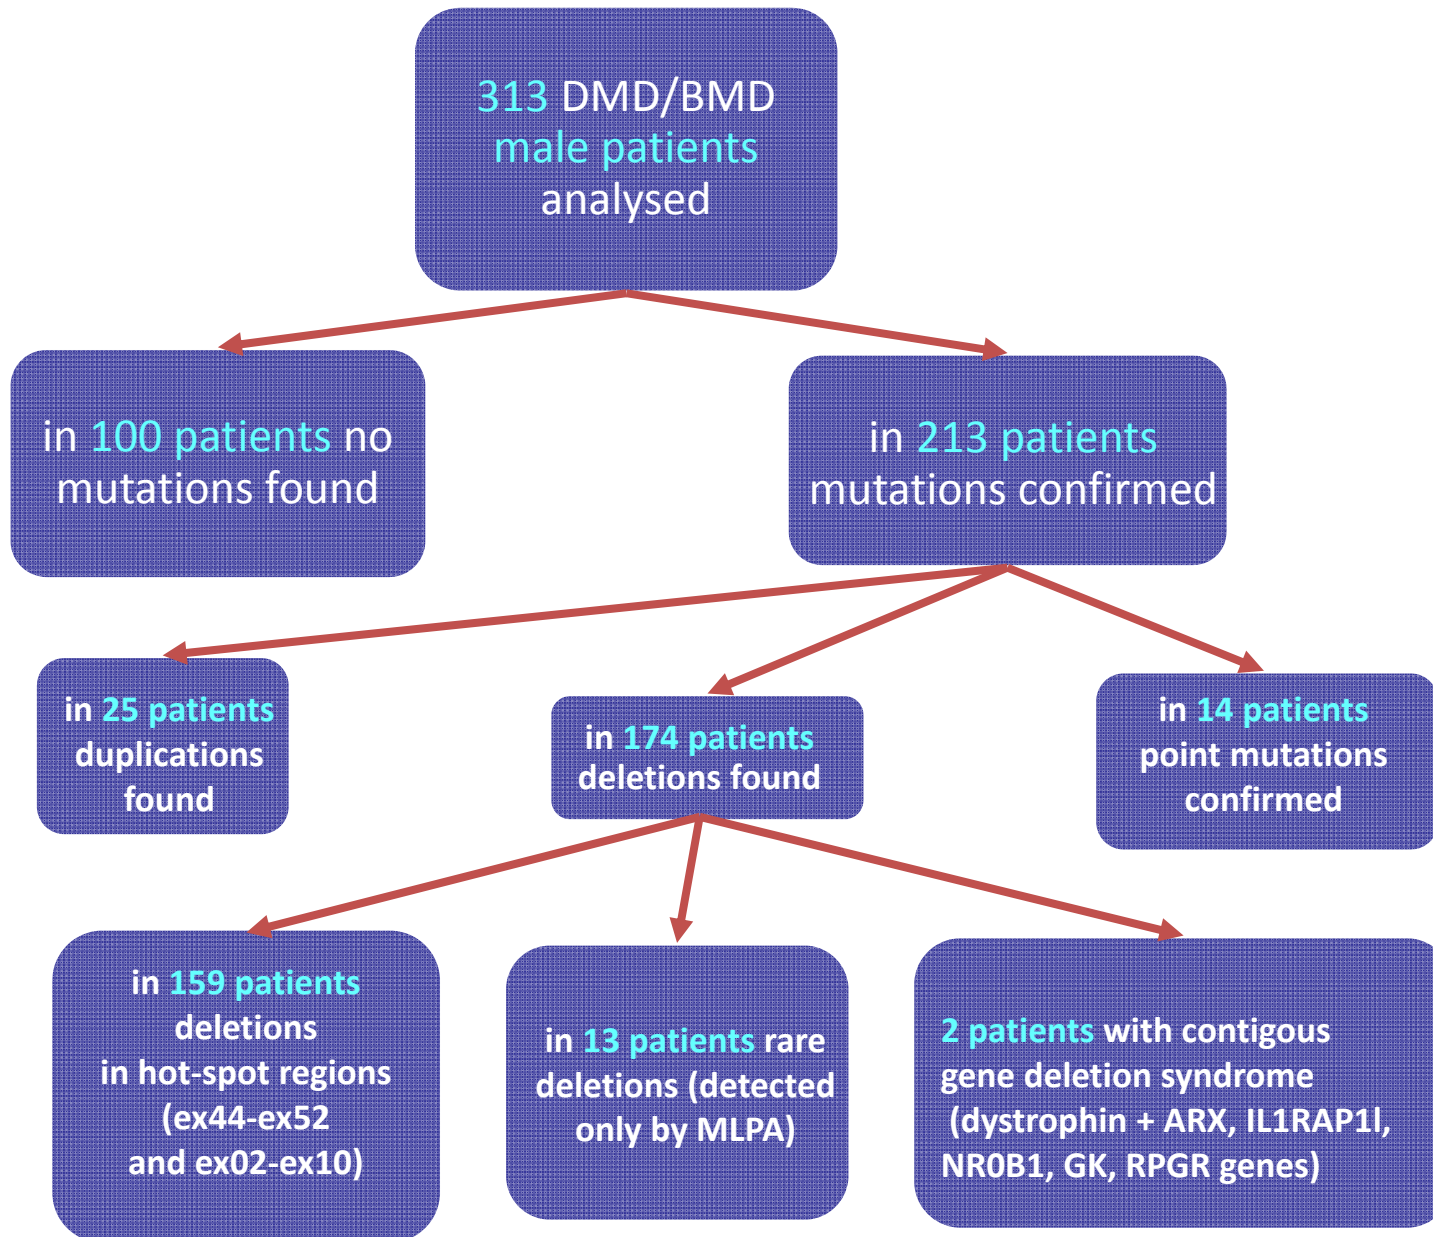 313 DMD/BMD
male patients
analysed
in 100 patients no
mutations found
in 213 patients
mutations confirmed
in 25 patients
duplications
found
in 174 patients
deletions found
in 14 patients
point mutations
confirmed
in 159 patients
deletions
in hot-spot regions
(ex44-ex52
and ex02-ex10)
in 13 patients rare
deletions (detected
only by MLPA)
2 patients with contigous
gene deletion syndrome
(dystrophin + ARX, IL1RAP1l,
NR0B1, GK, RPGR genes)